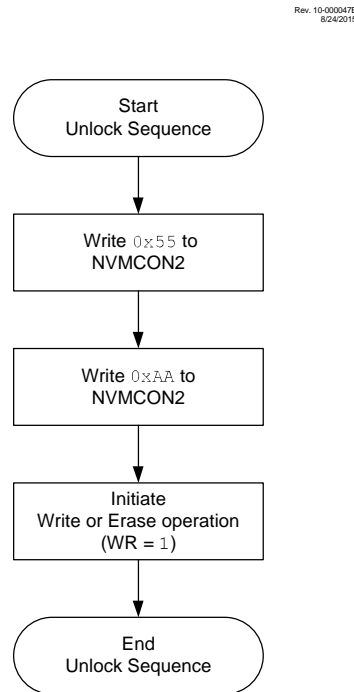 Rev. 10-000047B
8/24/2015
Start
Unlock Sequence
Write 0x55 to
NVMCON2
Write 0xAA to
NVMCON2
Initiate
Write or Erase operation
(WR = 1)
End
Unlock Sequence